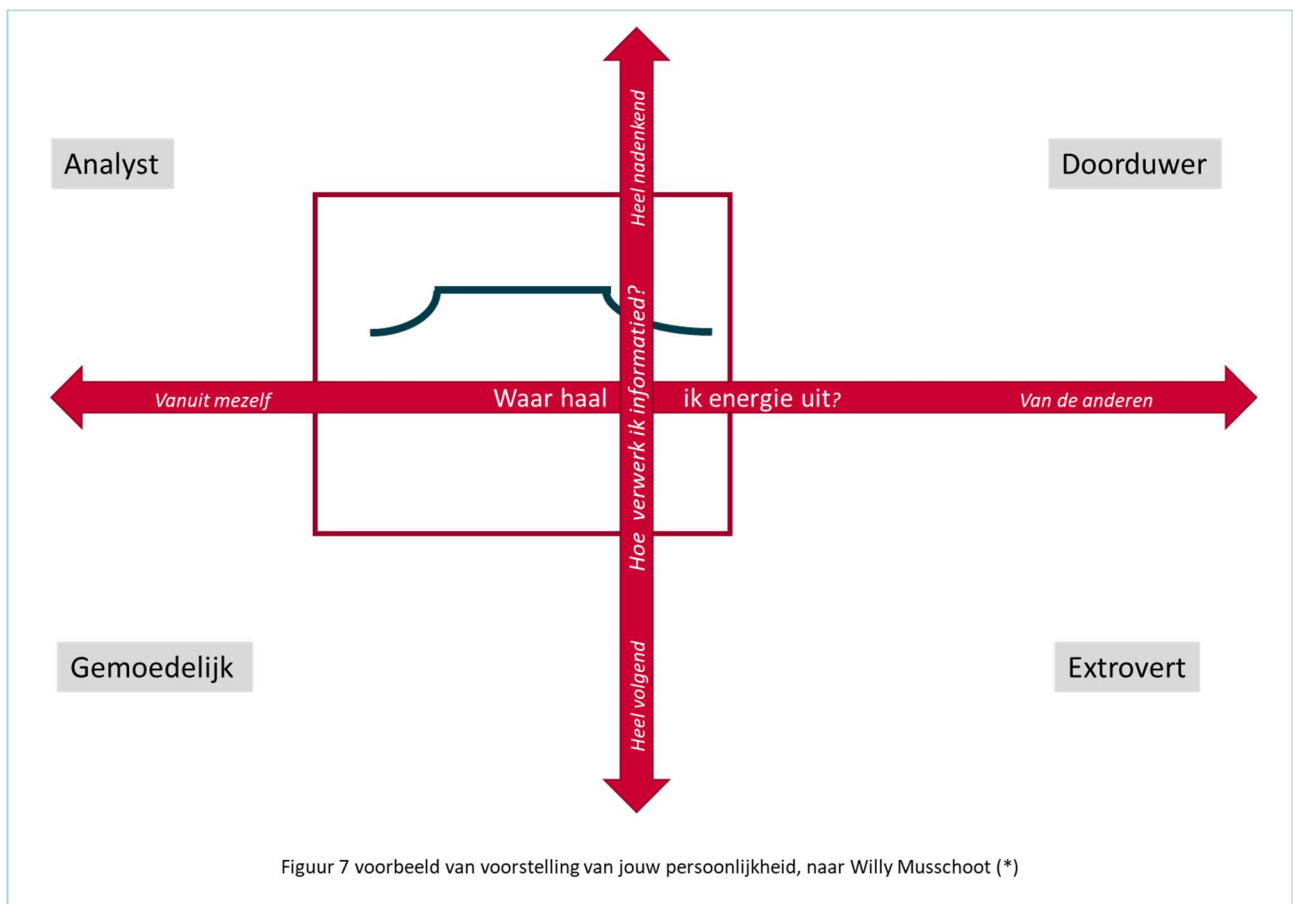 Heel nadenkend
Analyst
Doorduwer
Hoe verwerk ik informatied?
Vanuit mezelf
Waar haal ik energie uit?
Van de anderen
Gemoedelijk
Extrovert
Heel volgend
Figuur 7 voorbeeld van voorstelling van jouw persoonlijkheid, naar Willy Musschoot (*)